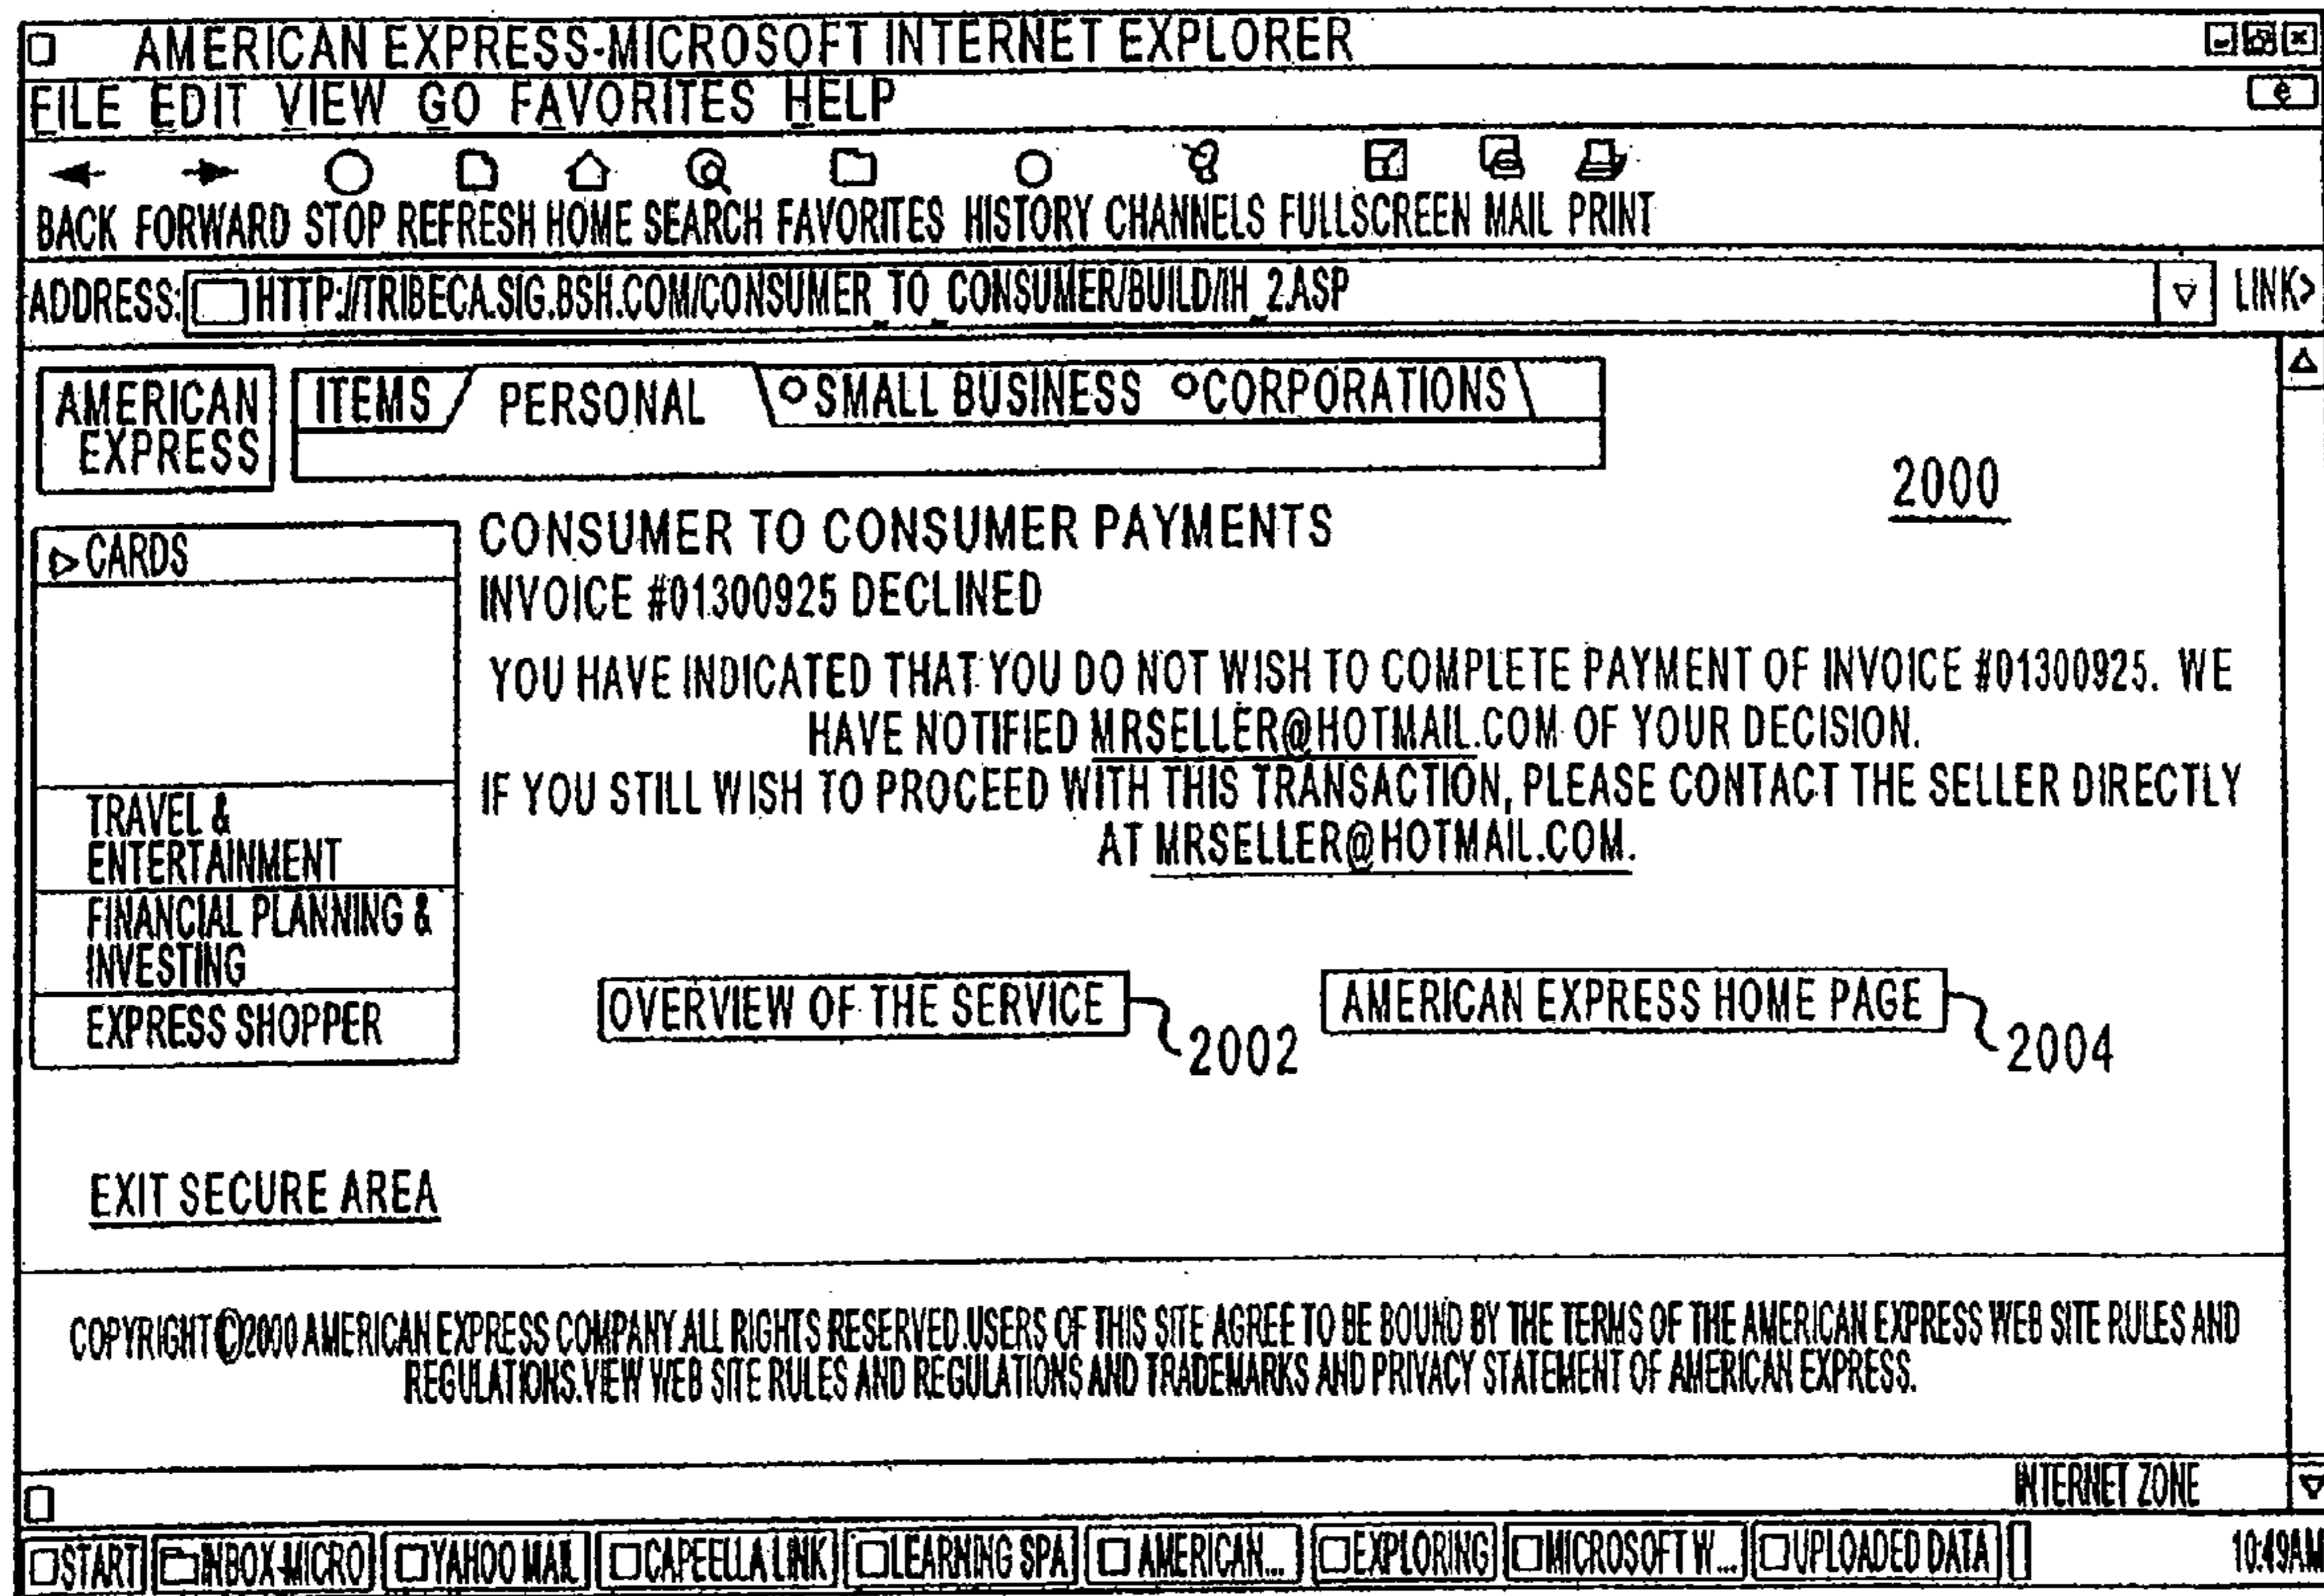 AMERICAN EXPRESS-MICROSOFT INTERNET EXPLORER
FILE EDIT VIEW GO FAVORITES HELP
e
BACK FORWARD STOP REFRESH HOME SEARCH FAVORITES HISTORY CHANNELS FULLSCREEN MAIL PRINT
ADDRESS: HTTP://TRIBECA.SIG.BSH.COM/CONSUMER_TO_CONSUMER/BUILD/IH_2.ASP LINK>
AMERICAN EXPRESS
ITEMS PERSONAL SMALL BUSINESS CORPORATIONS
2000
CARDS
TRAVEL &
ENTERTAINMENT
FINANCIAL PLANNING &
INVESTING
EXPRESS SHOPPER
CONSUMER TO CONSUMER PAYMENTS
INVOICE #01300925 DECLINED
YOU HAVE INDICATED THAT YOU DO NOT WISH TO COMPLETE PAYMENT OF INVOICE #01300925. WE
HAVE NOTIFIED MRSELLER@HOTMAIL.COM OF YOUR DECISION.
IF YOU STILL WISH TO PROCEED WITH THIS TRANSACTION, PLEASE CONTACT THE SELLER DIRECTLY
AT MRSELLER@HOTMAIL.COM.
OVERVIEW OF THE SERVICE 2002 AMERICAN EXPRESS HOME PAGE 2004
EXIT SECURE AREA
COPYRIGHT ©2000 AMERICAN EXPRESS COMPANY.ALL RIGHTS RESERVED.USERS OF THIS SITE AGREE TO BE BOUND BY THE TERMS OF THE AMERICAN EXPRESS WEB SITE RULES AND
REGULATIONS.VIEW WEB SITE RULES AND REGULATIONS AND TRADEMARKS AND PRIVACY STATEMENT OF AMERICAN EXPRESS.
INTERNET ZONE
START INBOX-MICRO YAHOO MAIL CAPEELLA LINK LEARNING SPA AMERICAN... EXPLORING MICROSOFT W... UPLOADED DATA 10:49AM